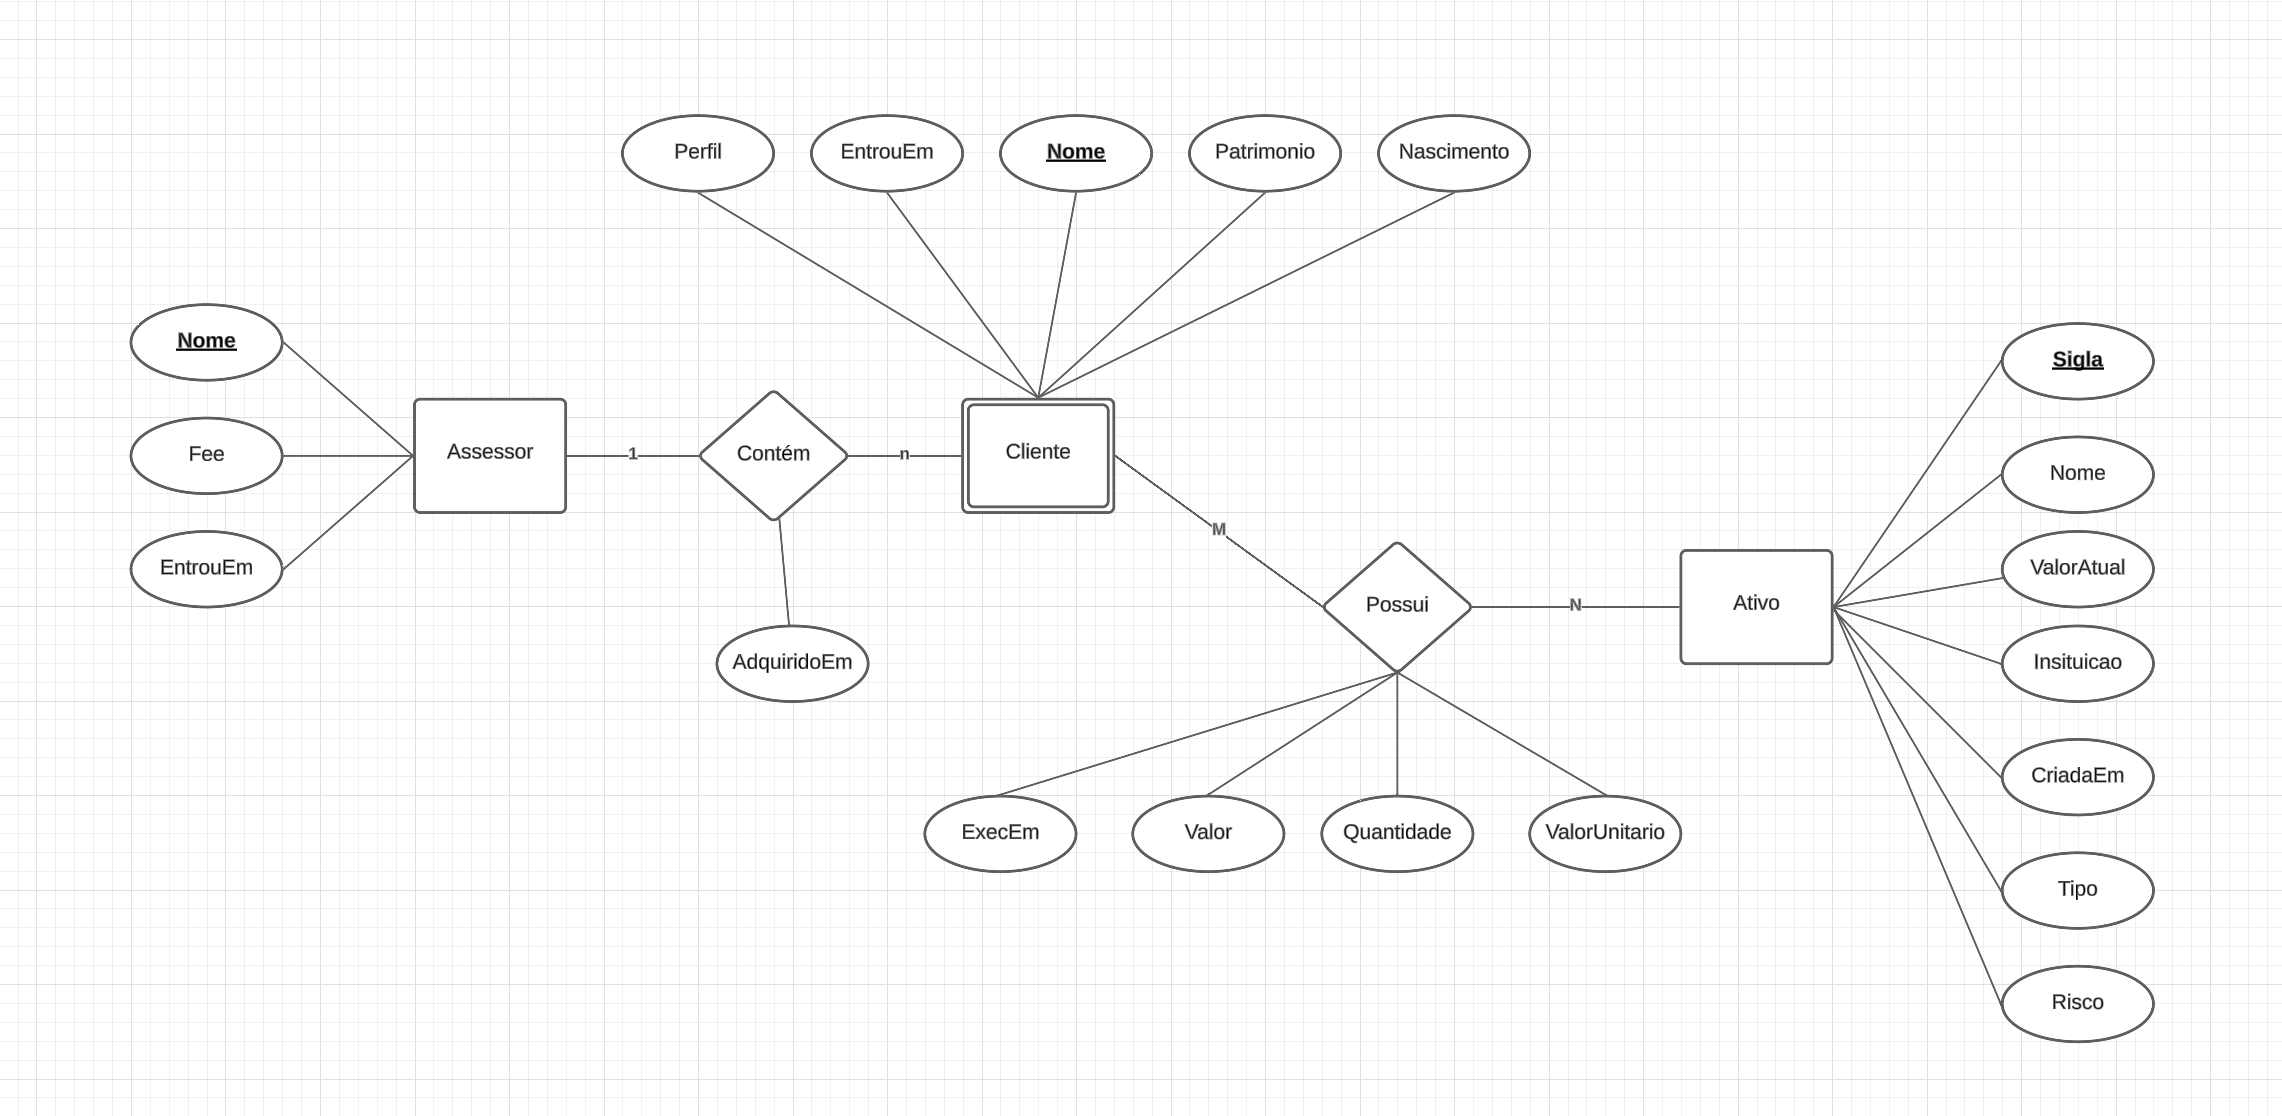 Perfil
EntrouEm
Nome
Patrimonio
Nascimento
Nome
Fee
EntrouEm
Assessor
1
Contém
n
Cliente
AdquiridoEm
M
Possui
N
Ativo
ExecEm
Valor
Quantidade
ValorUnitario
Sigla
Nome
ValorAtual
Insituicao
CriadaEm
Tipo
Risco